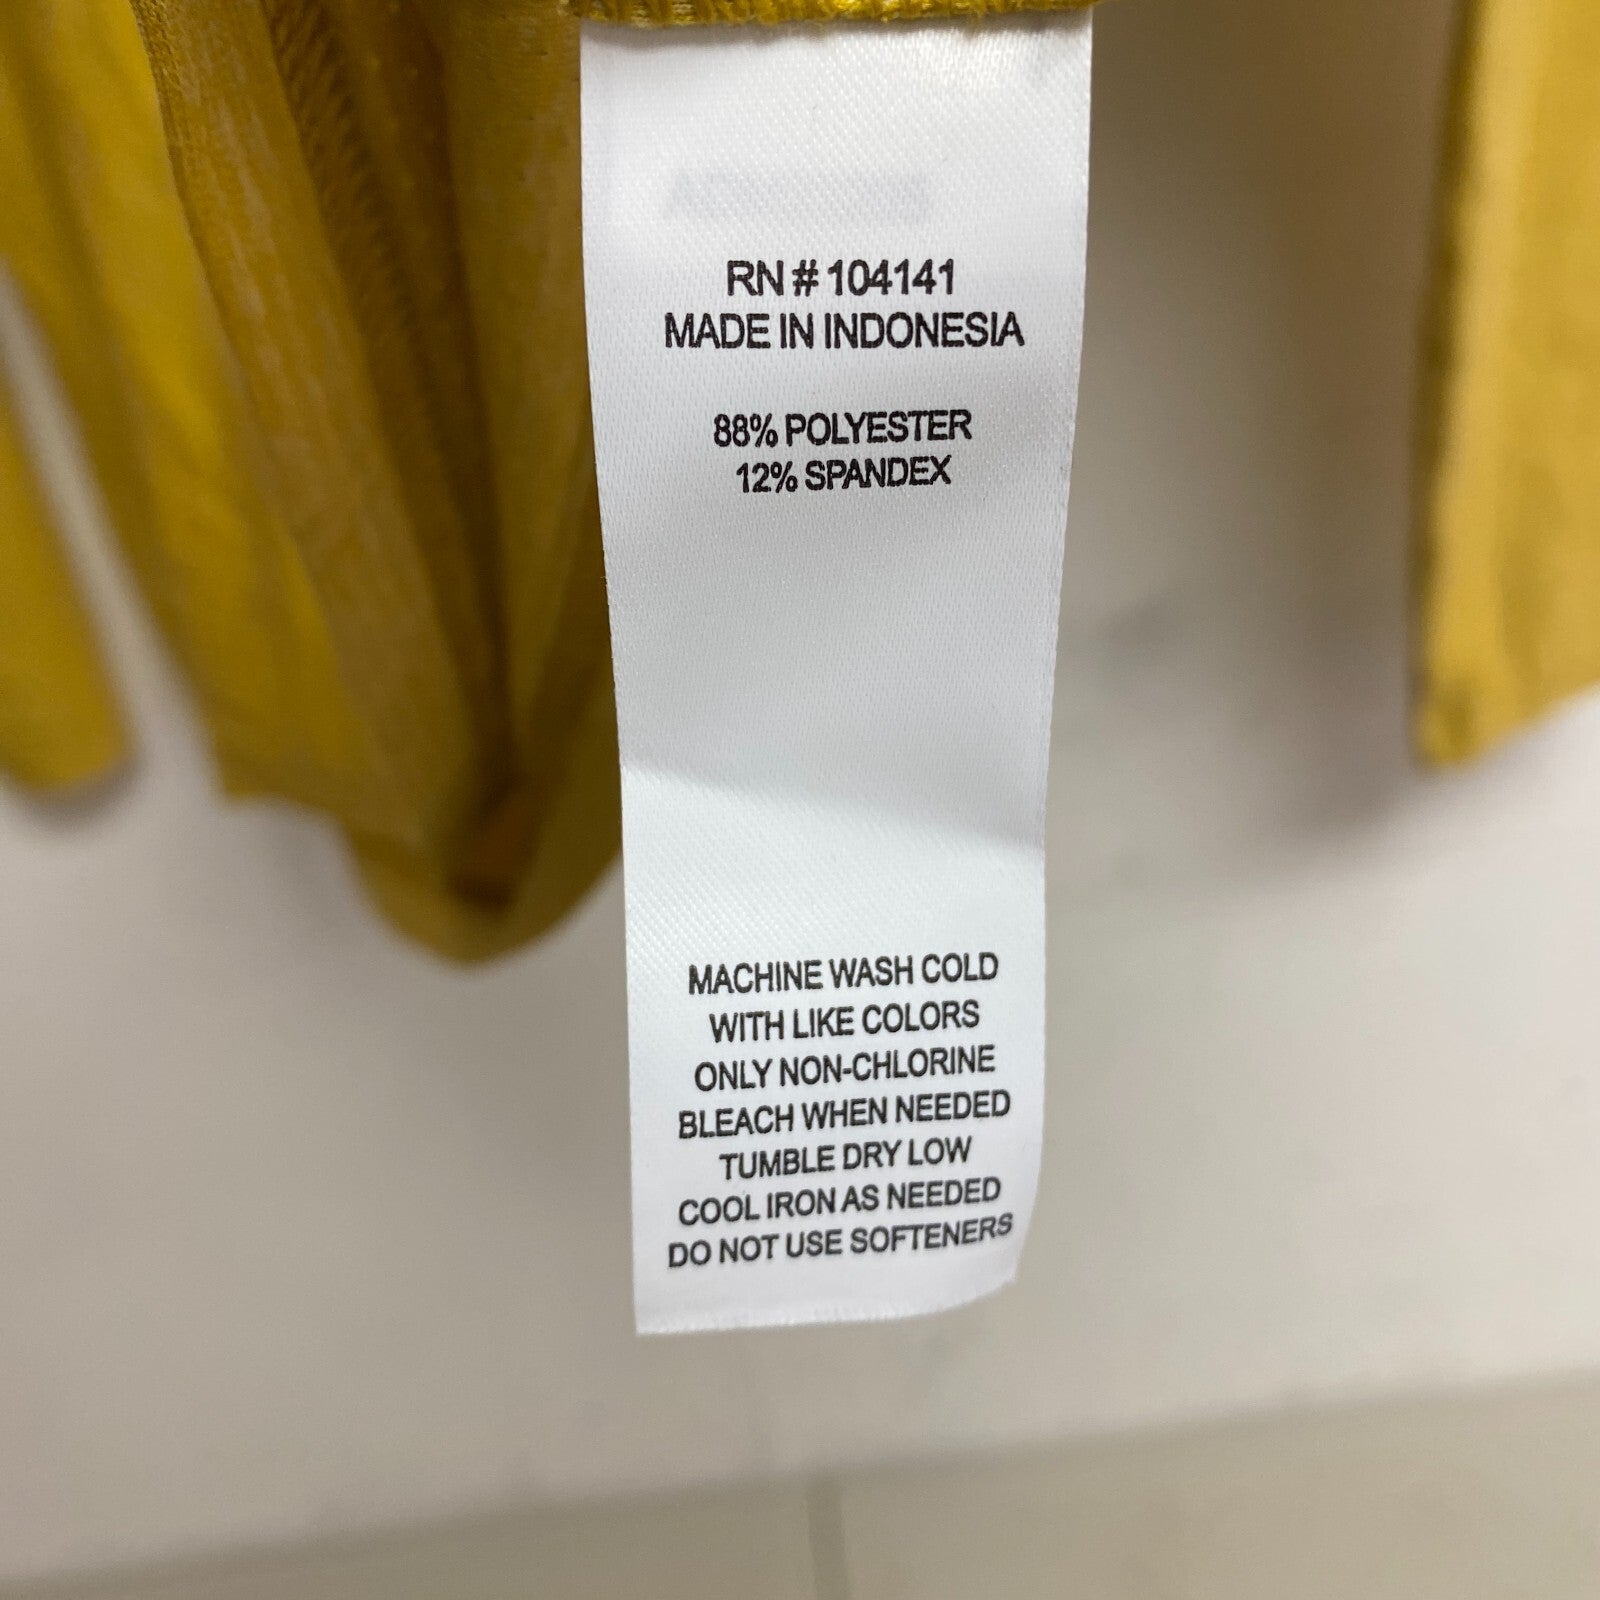 RN # 104141
MADE IN INDONESIA
88% POLYESTER
12% SPANDEX
MACHINE WASH COLD
WITH LIKE COLORS
ONLY NON-CHLORINE
BLEACH WHEN NEEDED
TUMBLE DRY LOW
COOL IRON AS NEEDED
DO NOT USE SOFTENERS